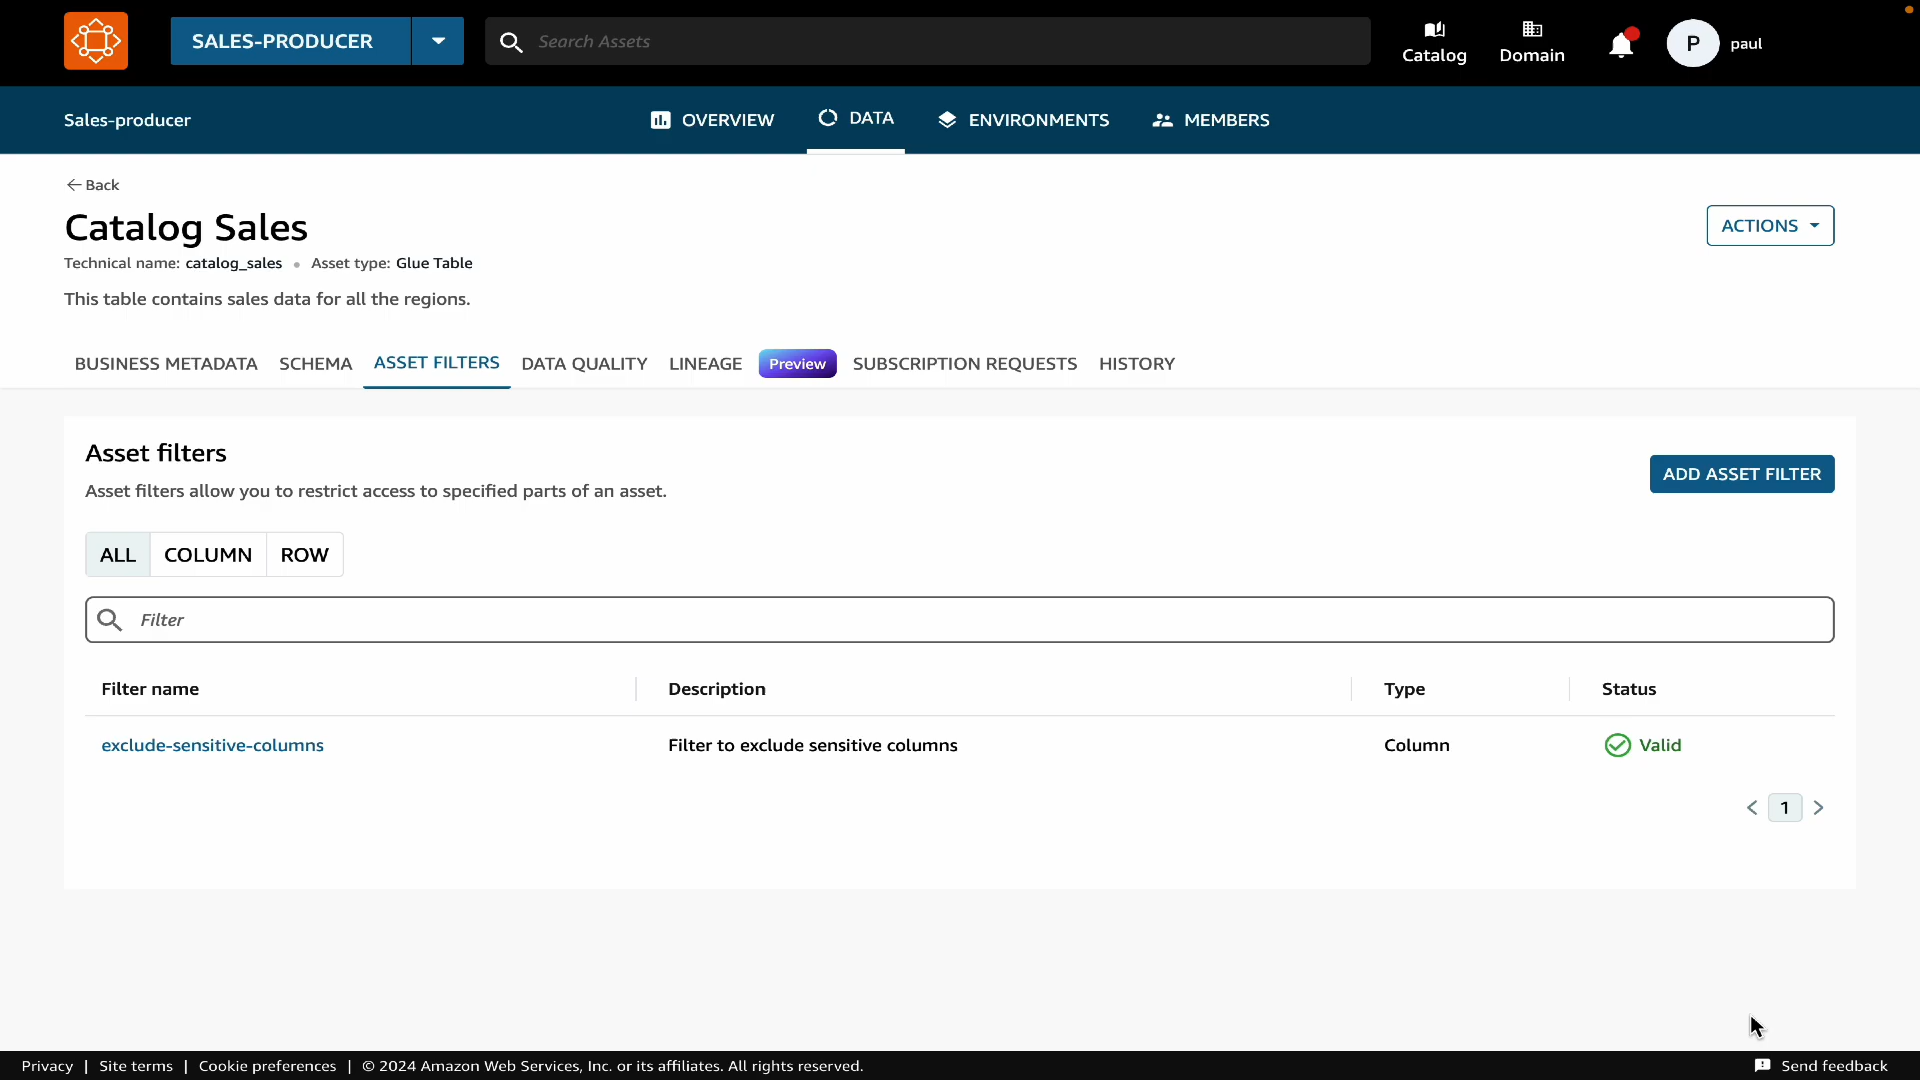 SALES-PRODUCER
Search Assets
Catalog
Domain
P
paul
Sales-producer
OVERVIEW
DATA
ENVIRONMENTS
MEMBERS
Back
Catalog Sales
ACTIONS
Technical name: catalog_sales • Asset type: Glue Table
This table contains sales data for all the regions.
BUSINESS METADATA
SCHEMA
ASSET FILTERS
DATA QUALITY
LINEAGE
Preview
SUBSCRIPTION REQUESTS
HISTORY
Asset filters
ADD ASSET FILTER
Asset filters allow you to restrict access to specified parts of an asset.
ALL
COLUMN
ROW
Filter
Filter name
Description
Type
Status
exclude-sensitive-columns
Filter to exclude sensitive columns
Column
Valid
1
Privacy | Site terms | Cookie preferences | © 2024 Amazon Web Services, Inc. or its affiliates. All rights reserved.
Send feedback